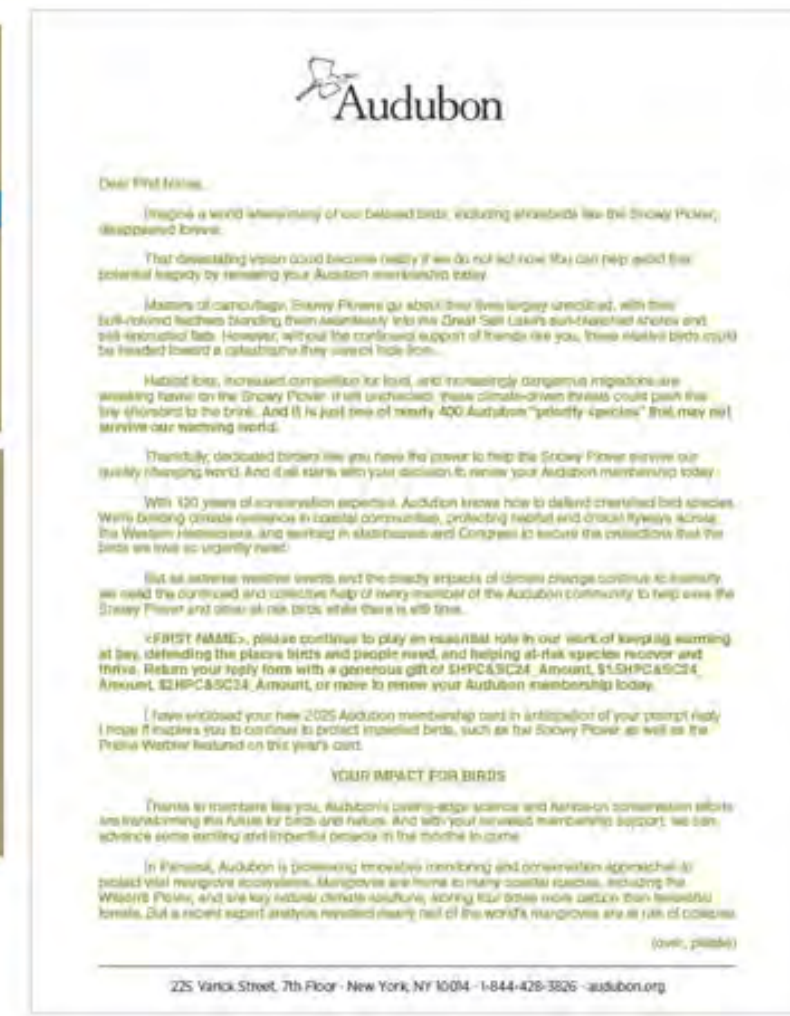 Audubon
Dear
Imagine a world where many of our beloved birds, including shorebirds like the Snowy Plover,
disappeared forever.
That devastating vision could become reality if we do not act now. You can help avoid this
potential tragedy by renewing your Audubon membership today.
Masters of camouflage, Snowy Plovers go about their lives largely unnoticed, with their
buff-colored feathers blending them seamlessly into the Great Salt Lake's sun-bleached shores and
salt-encrusted flats. However, without the continued support of friends like you, these elusive birds could
be headed toward a catastrophe they cannot hide from.
Habitat loss, increased competition for food, and increasingly dangerous migrations are
wreaking havoc on the Snowy Plover. If left unchecked, these climate-driven threats could push this
tiny shorebird to the brink. And it is just one of nearly 400 Audubon "priority species" that may not
survive our warming world.
Thankfully, dedicated birders like you have the power to help the Snowy Plover survive our
quickly changing world. And it all starts with your decision to renew your Audubon membership today.
With 120 years of conservation expertise, Audubon knows how to defend cherished bird species.
We're building climate resilience in coastal communities, protecting habitat and critical flyways across
the Western Hemisphere, and working in statehouses and Congress to secure the protections that the
birds we love so urgently need.
But as extreme weather events and the deadly impacts of climate change continue to intensify,
we need the continued and collective help of every member of the Audubon community to help save the
Snowy Plover and other at-risk birds while there is still time.
<FIRST NAME>, please continue to play an essential role in our work of keeping warming
at bay, defending the places birds and people need, and helping at-risk species recover and
thrive. Return your reply form with a generous gift of $HPC&SC24_Amount, $1.5HPC&SC24_
Amount, $2HPC&SC24_Amount, or more to renew your Audubon membership today.
I have enclosed your new 2025 Audubon membership card in anticipation of your prompt reply.
I hope it inspires you to continue to protect imperiled birds, such as the Snowy Plover as well as the
Prairie Warbler featured on this year's card.
YOUR IMPACT FOR BIRDS
Thanks to members like you, Audubon's cutting-edge science and hands-on conservation efforts
are transforming the future for birds and nature. And with your renewed membership support, we can
advance some exciting and impactful projects in the months to come.
In Panama, Audubon is pioneering innovative monitoring and conservation approaches to
protect vital mangrove ecosystems. Mangroves are home to many coastal species, including the
Wilson's Plover, and are key natural climate solutions, storing four times more carbon than terrestrial
forests. But a recent expert analysis revealed nearly half of the world's mangroves are at risk of collapse.
(over, please)
225 Varick Street, 7th Floor · New York, NY 10014 · 1-844-428-3826 · audubon.org